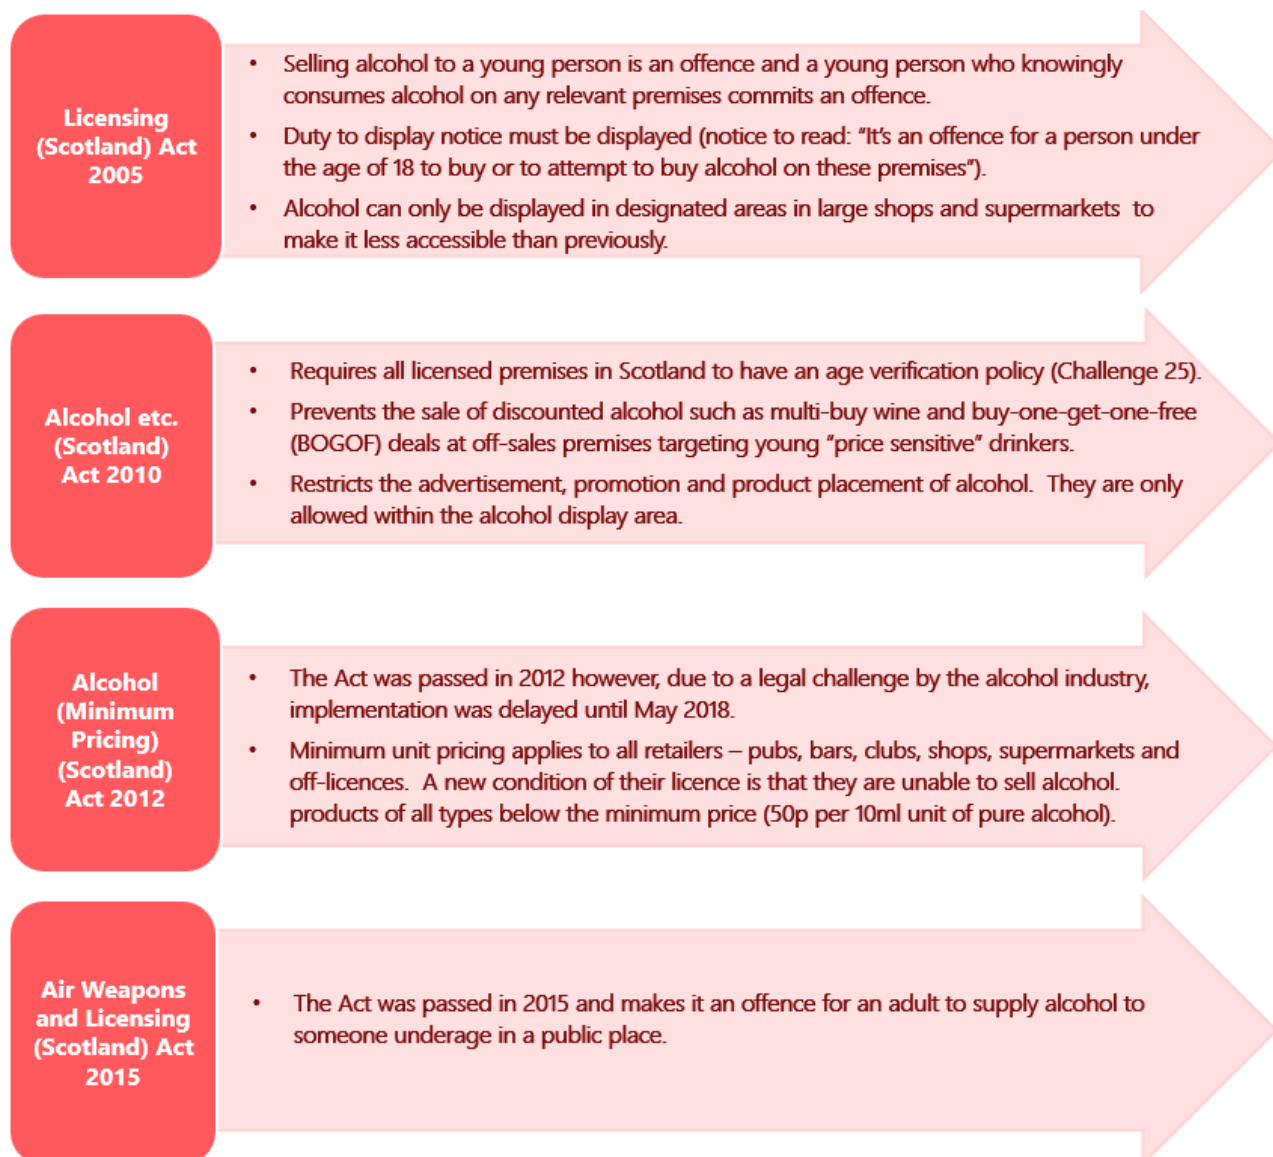 Licensing
(Scotland) Act
2005
• Selling alcohol to a young person is an offence and a young person who knowingly
consumes alcohol on any relevant premises commits an offence.
• Duty to display notice must be displayed (notice to read: “It’s an offence for a person under
the age of 18 to buy or to attempt to buy alcohol on these premises”).
• Alcohol can only be displayed in designated areas in large shops and supermarkets  to
make it less accessible than previously.
Alcohol etc.
(Scotland)
Act 2010
• Requires all licensed premises in Scotland to have an age verification policy (Challenge 25).
• Prevents the sale of discounted alcohol such as multi-buy wine and buy-one-get-one-free
(BOGOF) deals at off-sales premises targeting young “price sensitive” drinkers.
• Restricts the advertisement, promotion and product placement of alcohol.  They are only
allowed within the alcohol display area.
Alcohol
(Minimum
Pricing)
(Scotland)
Act 2012
• The Act was passed in 2012 however, due to a legal challenge by the alcohol industry,
implementation was delayed until May 2018.
• Minimum unit pricing applies to all retailers – pubs, bars, clubs, shops, supermarkets and
off-licences.  A new condition of their licence is that they are unable to sell alcohol.
products of all types below the minimum price (50p per 10ml unit of pure alcohol).
Air Weapons
and Licensing
(Scotland) Act
2015
• The Act was passed in 2015 and makes it an offence for an adult to supply alcohol to
someone underage in a public place.